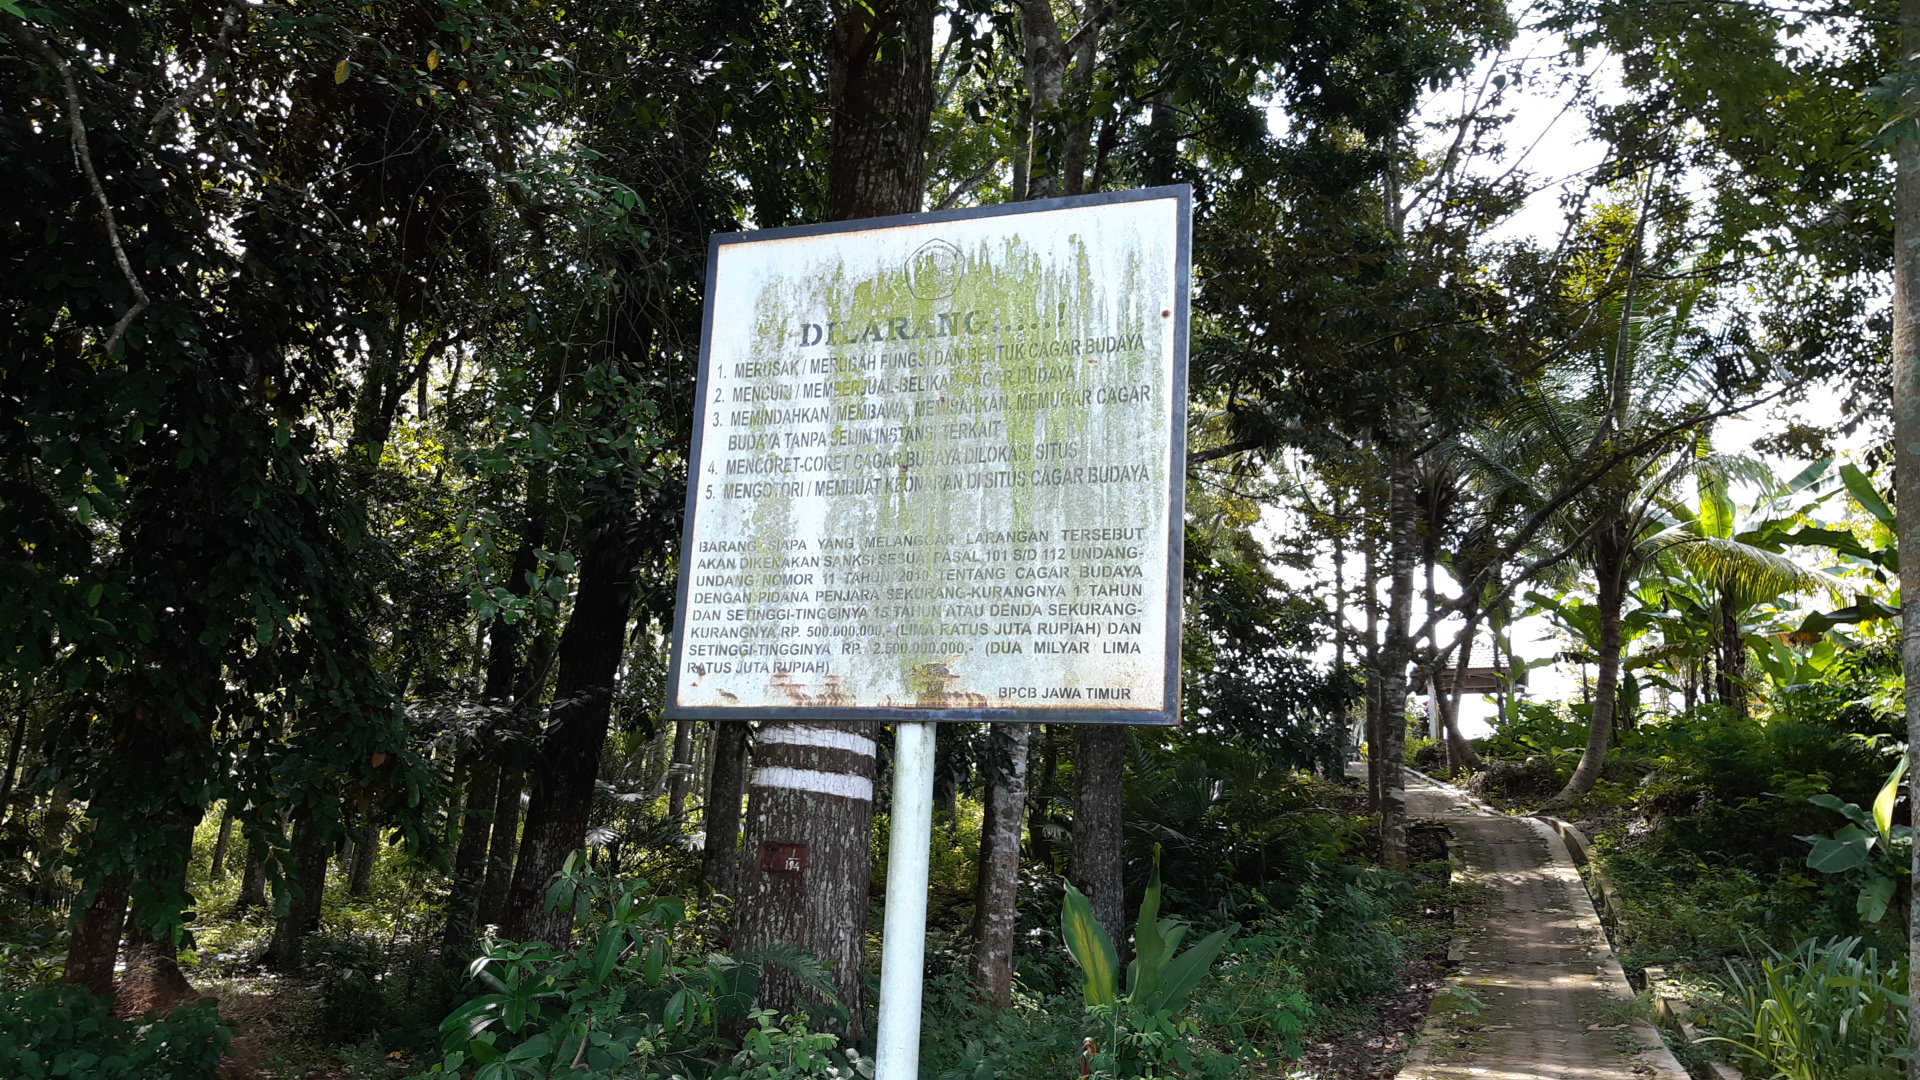 DILARANG.....!
1. MERUSAK / MERUBAH FUNGSI DAN BENTUK CAGAR BUDAYA
2. MENCURI / MEMPERJUAL-BELIKAN CAGAR BUDAYA
3. MEMINDAHKAN, MEMBAWA, MEMISAHKAN, MEMUGAR CAGAR
BUDAYA TANPA SEIJIN INSTANSI TERKAIT
4. MENCORET-CORET CAGAR BUDAYA DILOKASI SITUS
5. MENGOTORI / MEMBUAT KEONARAN DI SITUS CAGAR BUDAYA
BARANG SIAPA YANG MELANGGAR LARANGAN TERSEBUT
AKAN DIKENAKAN SANKSI SESUAI PASAL 101 S/D 112 UNDANG-
UNDANG NOMOR 11 TAHUN 2010 TENTANG CAGAR BUDAYA
DENGAN PIDANA PENJARA SEKURANG-KURANGNYA 1 TAHUN
DAN SETINGGI-TINGGINYA 15 TAHUN ATAU DENDA SEKURANG-
KURANGNYA RP. 500.000.000,- (LIMA RATUS JUTA RUPIAH) DAN
SETINGGI-TINGGINYA RP. 2.500.000.000,- (DUA MILYAR LIMA
RATUS JUTA RUPIAH)
BPCB JAWA TIMUR
1
194